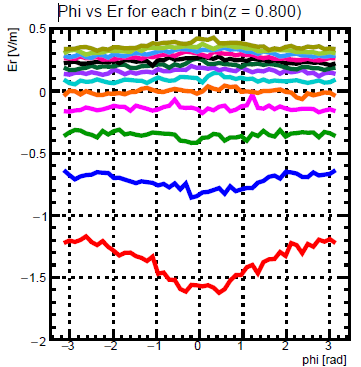 Phi vs Er for each r bin(z = 0.800)
Er [V/m]
0.5
0
−0.5
−1
−1.5
−2
−3 −2 −1 0 1 2 3
phi [rad]